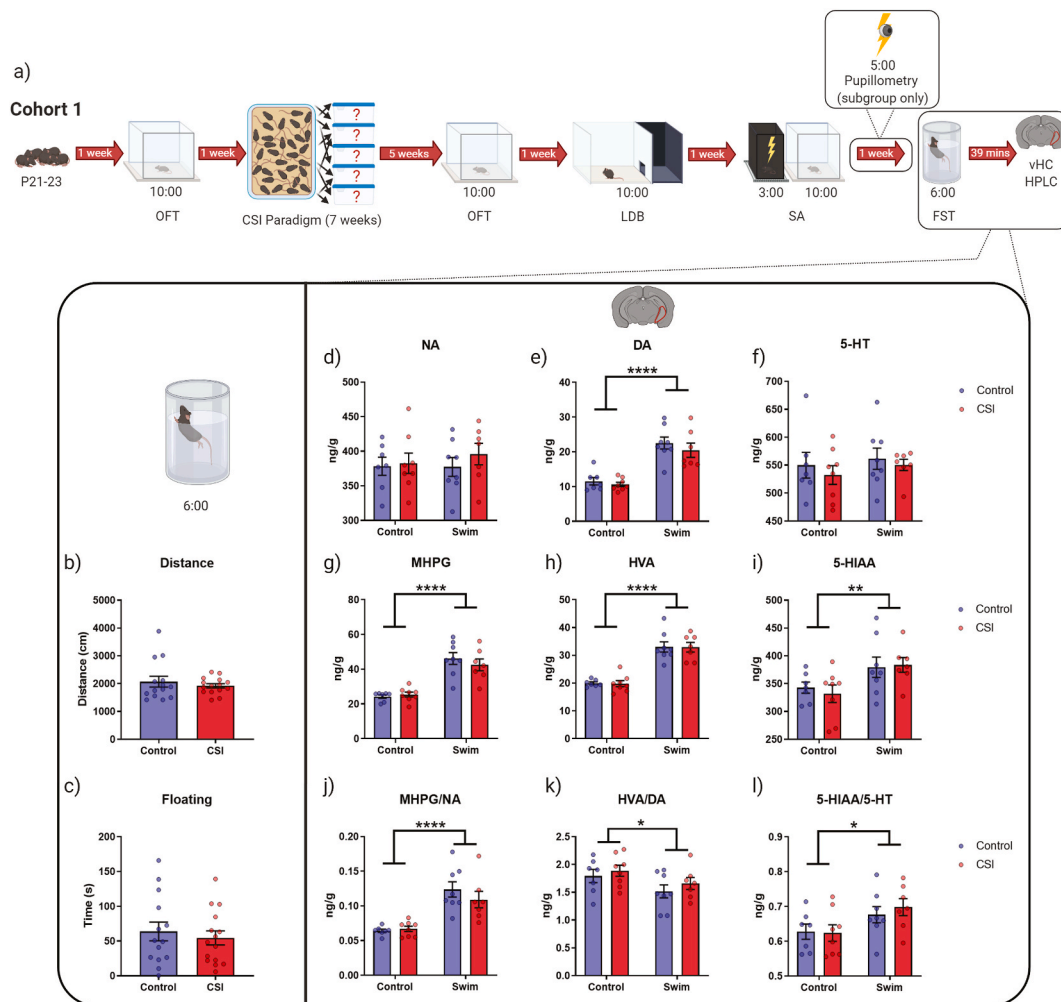 a)
Cohort 1
P21-23
1 week
10:00
OFT
1 week
? ? ? ? ?
CSI Paradigm (7 weeks)
5 weeks
10:00
OFT
1 week
10:00
LDB
1 week
3:00 10:00
SA
5:00
Pupillometry
(subgroup only)
1 week
6:00
FST
39 mins
vHC
HPLC
6:00
b)
Distance
Distance (cm)
5000
4000
3000
2000
1000
0
Control CSI
c)
Floating
Time (s)
200
150
100
50
0
Control CSI
d)
NA
ng/g
500
450
400
350
300
Control Swim
e)
DA
****
ng/g
40
30
20
10
0
Control Swim
f)
5-HT
ng/g
700
650
600
550
500
450
Control Swim
Control
CSI
g)
MHPG
****
ng/g
80
60
40
20
0
Control Swim
h)
HVA
****
ng/g
60
40
20
0
Control Swim
i)
5-HIAA
**
ng/g
500
450
400
350
300
250
Control Swim
Control
CSI
j)
MHPG/NA
****
ng/g
0.20
0.15
0.10
0.05
0.00
Control Swim
k)
HVA/DA
*
ng/g
2.5
2.0
1.5
1.0
0.5
0.0
Control Swim
l)
5-HIAA/5-HT
*
ng/g
0.9
0.8
0.7
0.6
0.5
Control Swim
Control
CSI